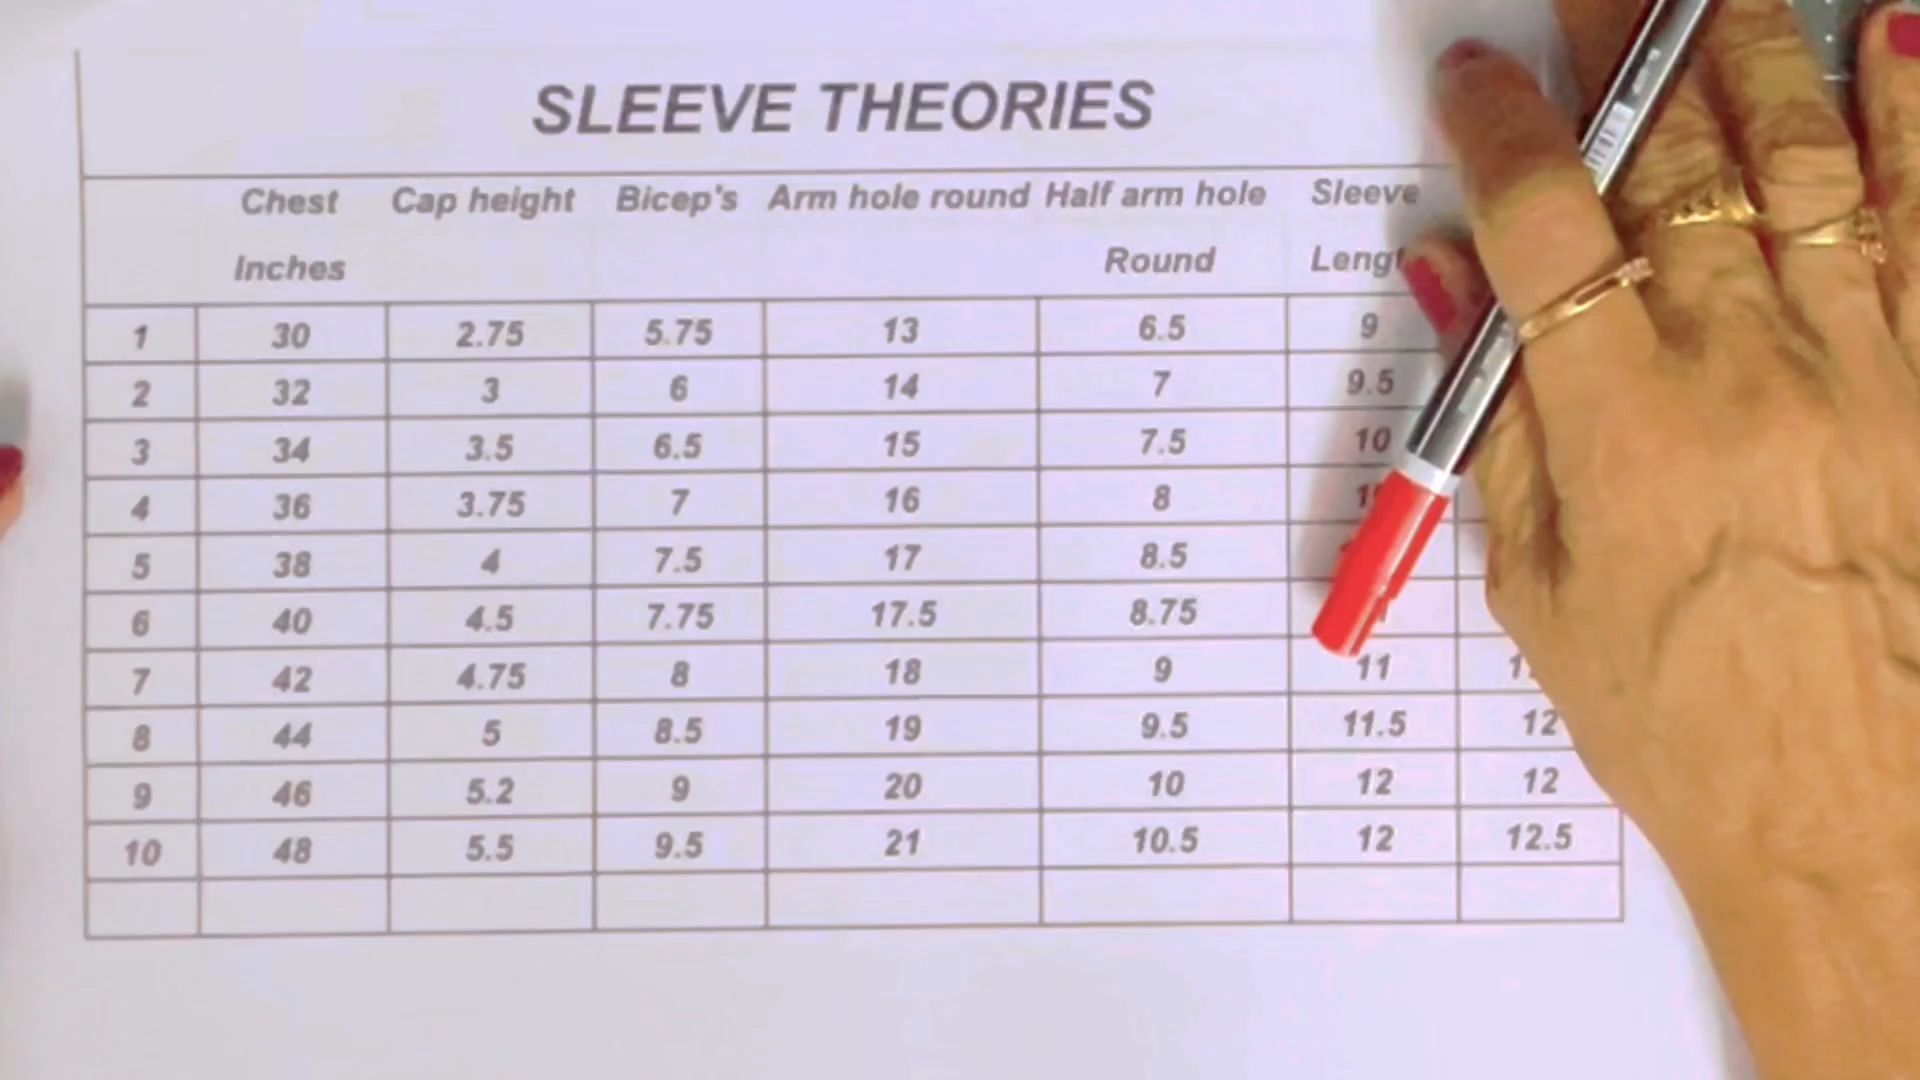 SLEEVE THEORIES
Chest Cap height Bicep's Arm hole round Half arm hole Sleeve
Inches Round
1 30 2.75 5.75 13 6.5 9
2 32 3 6 14 7 9.5
3 34 3.5 6.5 15 7.5 10
4 36 3.75 7 16 8
5 38 4 7.5 17 8.5
6 40 4.5 7.75 17.5 8.75
7 42 4.75 8 18 9 11
8 44 5 8.5 19 9.5 11.5 12
9 46 5.2 9 20 10 12 12
10 48 5.5 9.5 21 10.5 12 12.5